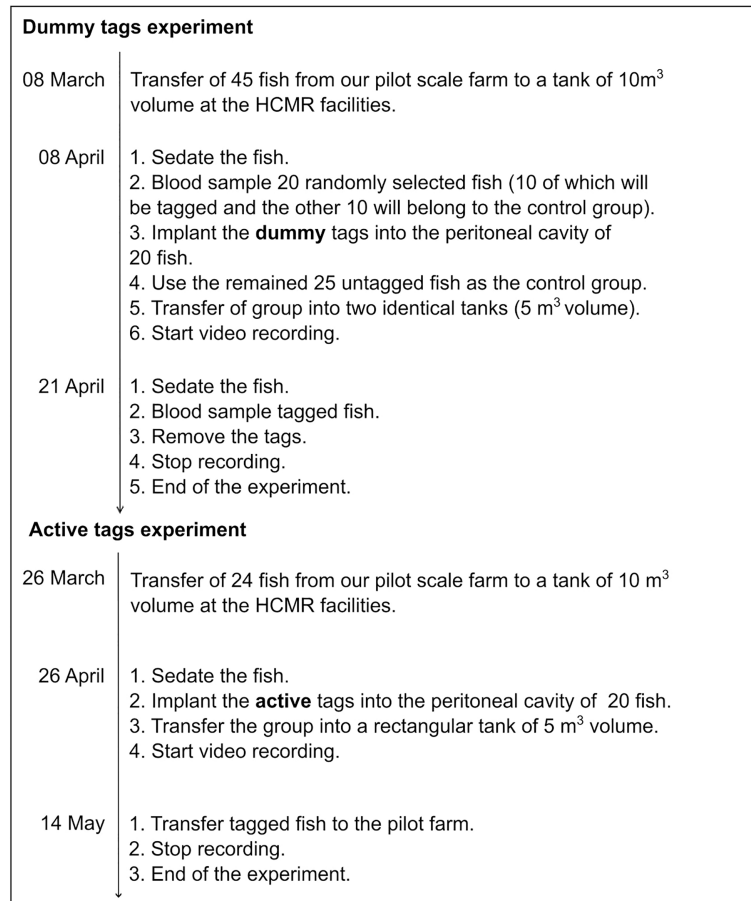 Dummy tags experiment
08 March
Transfer of 45 fish from our pilot scale farm to a tank of 10m³
volume at the HCMR facilities.
08 April
1. Sedate the fish.
2. Blood sample 20 randomly selected fish (10 of which will
be tagged and the other 10 will belong to the control group).
3. Implant the dummy tags into the peritoneal cavity of
20 fish.
4. Use the remained 25 untagged fish as the control group.
5. Transfer of group into two identical tanks (5 m³ volume).
6. Start video recording.
21 April
1. Sedate the fish.
2. Blood sample tagged fish.
3. Remove the tags.
4. Stop recording.
5. End of the experiment.
Active tags experiment
26 March
Transfer of 24 fish from our pilot scale farm to a tank of 10 m³
volume at the HCMR facilities.
26 April
1. Sedate the fish.
2. Implant the active tags into the peritoneal cavity of 20 fish.
3. Transfer the group into a rectangular tank of 5 m³ volume.
4. Start video recording.
14 May
1. Transfer tagged fish to the pilot farm.
2. Stop recording.
3. End of the experiment.